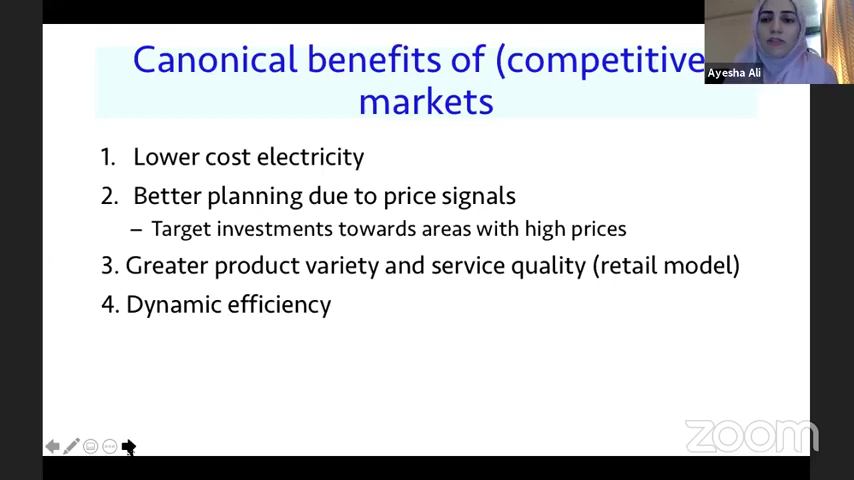 Canonical benefits of (competitive
markets
Ayesha Ali
1. Lower cost electricity
2. Better planning due to price signals
– Target investments towards areas with high prices
3. Greater product variety and service quality (retail model)
4. Dynamic efficiency
zoom